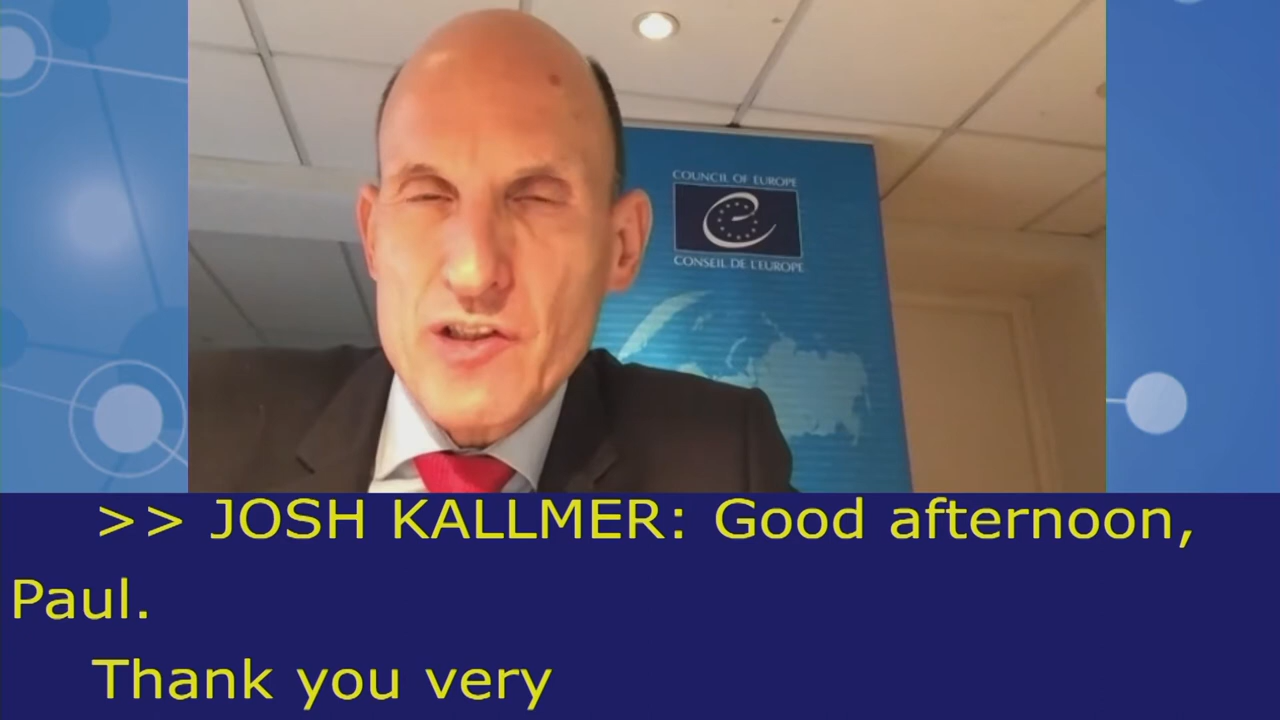 COUNCIL OF EUROPE
CONSEIL DE L'EUROPE
>> JOSH KALLMER: Good afternoon,
Paul.
Thank you very